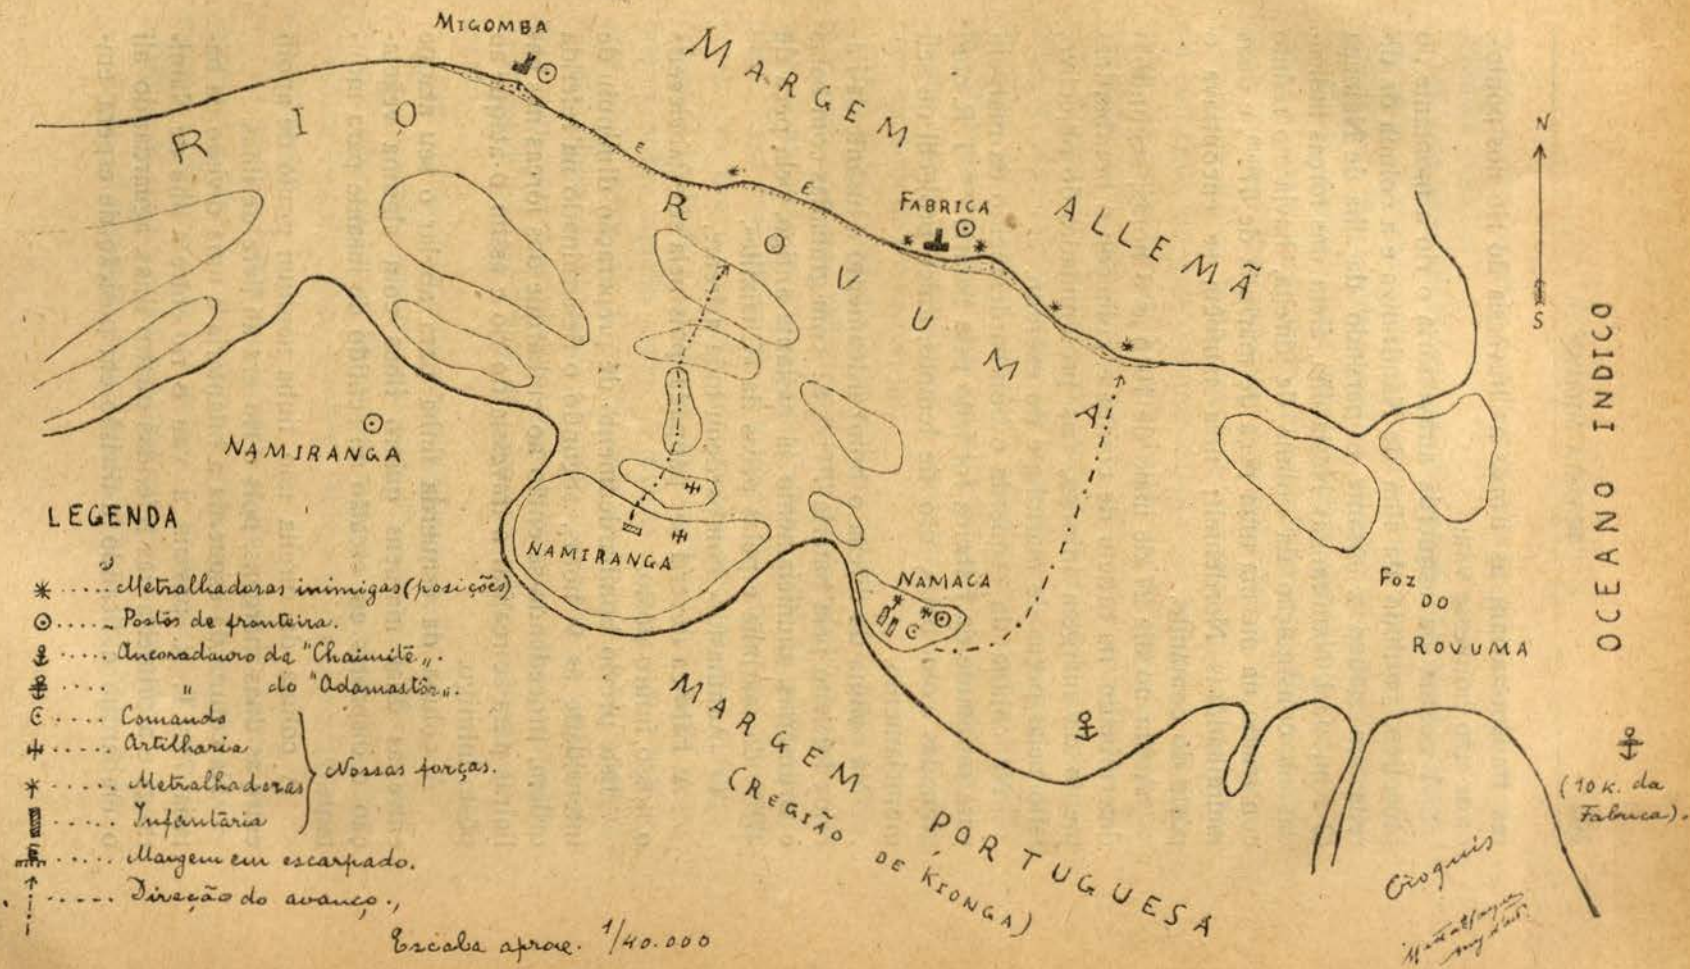 MIGOMBA
MARGEM ALLEMÃ
RIO ROVUMA
E
E
FABRICA
N
S
OCEANO INDICO
NAMIRANGA
NAMIRANGA
NAMACA
C
FOZ
DO
ROVUMA
MARGEM PORTUGUESA
(REGIÃO DE KIONGA)
(10 K. da
Fabrica).
LEGENDA
..... Metralhadoras inimigas (posições)
..... Postos de fronteira.
..... Ancoradouro da "Chaimite„.
.... " do "Adamastôr„.
C .... Comando
..... Artilharia
..... Metralhadoras
..... Infantaria
Nossas forças.
E ..... Margem em escarpado.
..... Direção do avanço.,
Escala aprox. 1/40.000
Croquis